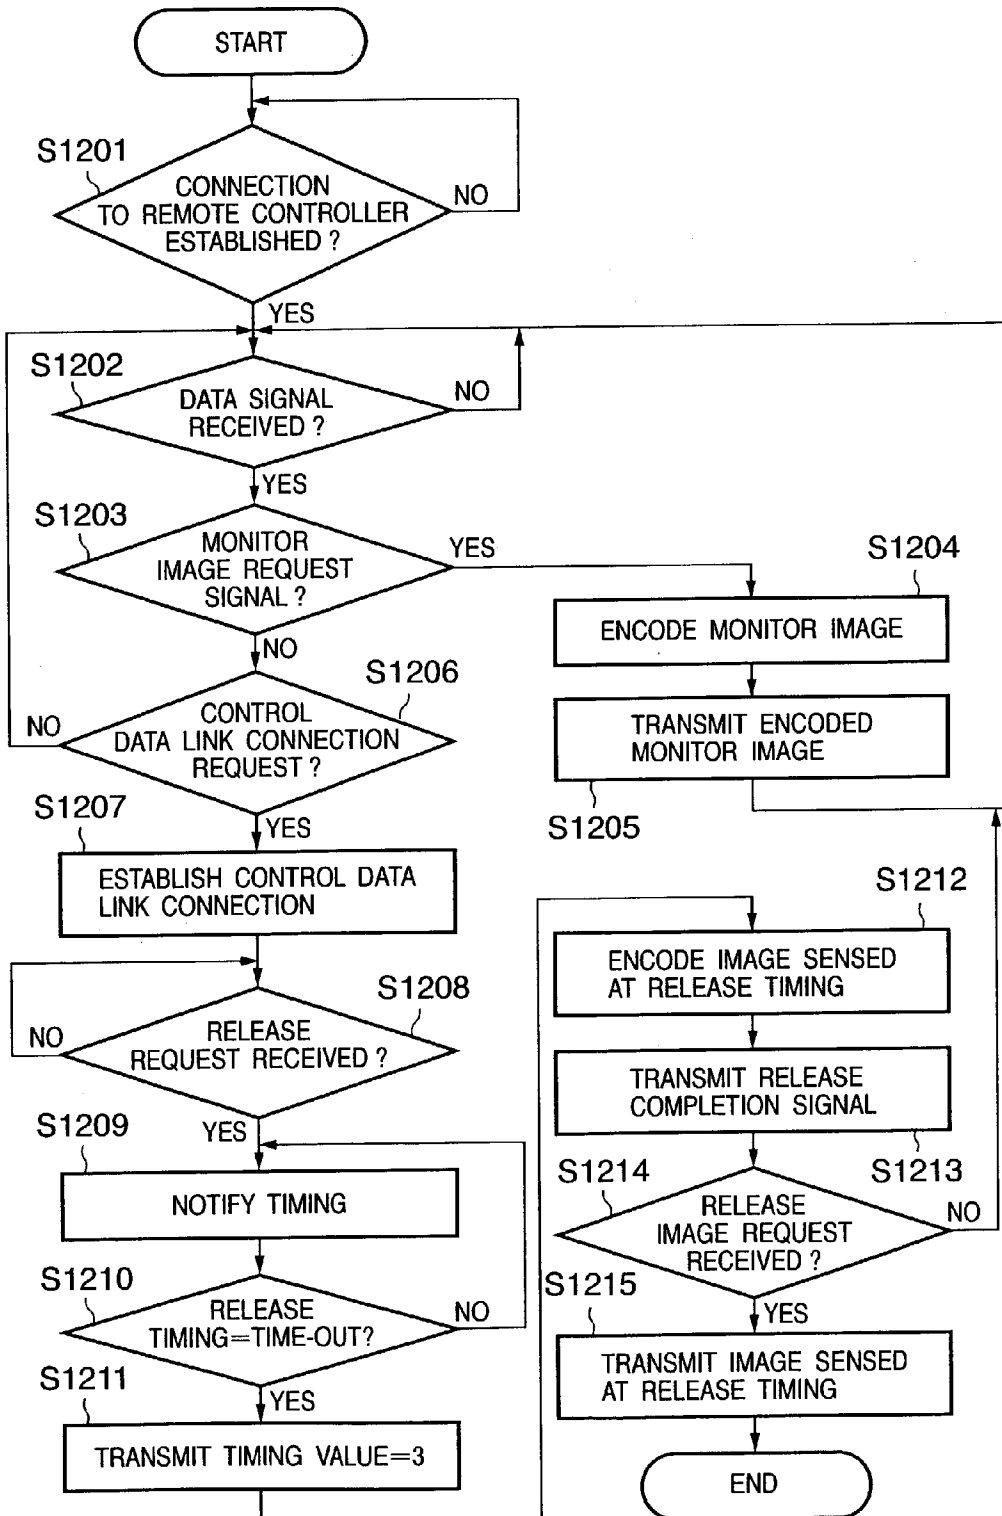 START
S1201
CONNECTION
TO REMOTE CONTROLLER
ESTABLISHED ?
NO
YES
S1202
DATA SIGNAL
RECEIVED ?
NO
YES
S1203
MONITOR
IMAGE REQUEST
SIGNAL ?
YES
NO
S1204
ENCODE MONITOR IMAGE
TRANSMIT ENCODED
MONITOR IMAGE
S1205
S1206
CONTROL
DATA LINK CONNECTION
REQUEST ?
NO
YES
S1207
ESTABLISH CONTROL DATA
LINK CONNECTION
S1208
RELEASE
REQUEST RECEIVED ?
NO
YES
S1209
NOTIFY TIMING
S1210
RELEASE
TIMING=TIME-OUT?
NO
YES
S1211
TRANSMIT TIMING VALUE=3
S1212
ENCODE IMAGE SENSED
AT RELEASE TIMING
TRANSMIT RELEASE
COMPLETION SIGNAL
S1213
S1214
RELEASE
IMAGE REQUEST
RECEIVED ?
NO
YES
S1215
TRANSMIT IMAGE SENSED
AT RELEASE TIMING
END